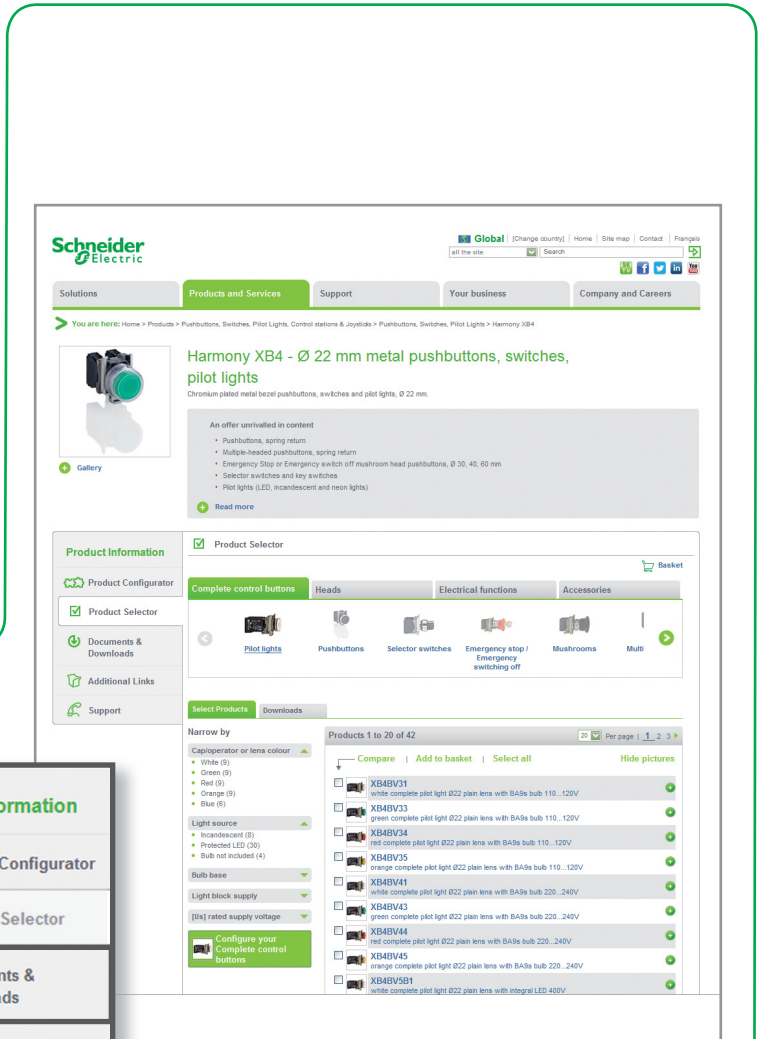 Schneider
Electric
Global | [Change country] | Home | Site map | Contact | Français
all the site Search
You
Solutions
Products and Services
Support
Your business
Company and Careers
You are here: Home > Products > Pushbuttons, Switches, Pilot Lights, Control stations & Joysticks > Pushbuttons, Switches, Pilot Lights > Harmony XB4
Harmony XB4 - Ø 22 mm metal pushbuttons, switches,
pilot lights
Chromium plated metal bezel pushbuttons, switches and pilot lights, Ø 22 mm.
An offer unrivalled in content
• Pushbuttons, spring return
• Multiple-headed pushbuttons, spring return
• Emergency Stop or Emergency switch off mushroom head pushbuttons, Ø 30, 40, 60 mm
• Selector switches and key switches
• Pilot lights (LED, incandescent and neon lights)
Read more
Gallery
Product Information
Product Configurator
Product Selector
Documents &
Downloads
Additional Links
Support
Product Selector
Basket
Complete control buttons
Heads
Electrical functions
Accessories
Pilot lights
Pushbuttons
Selector switches
Emergency stop /
Emergency
switching off
Mushrooms
Multi
Select Products
Downloads
Narrow by
Cap/operator or lens colour
• White (9)
• Green (9)
• Red (9)
• Orange (9)
• Blue (6)
Light source
• Incandescent (8)
• Protected LED (30)
• Bulb not included (4)
Bulb base
Light block supply
[Us] rated supply voltage
Configure your
Complete control
buttons
Products 1 to 20 of 42
20 Per page | 1 2 3
Compare | Add to basket | Select all
Hide pictures
XB4BV31
white complete pilot light Ø22 plain lens with BA9s bulb 110...120V
XB4BV33
green complete pilot light Ø22 plain lens with BA9s bulb 110...120V
XB4BV34
red complete pilot light Ø22 plain lens with BA9s bulb 110...120V
XB4BV35
orange complete pilot light Ø22 plain lens with BA9s bulb 110...120V
XB4BV41
white complete pilot light Ø22 plain lens with BA9s bulb 220...240V
XB4BV43
green complete pilot light Ø22 plain lens with BA9s bulb 220...240V
XB4BV44
red complete pilot light Ø22 plain lens with BA9s bulb 220...240V
XB4BV45
orange complete pilot light Ø22 plain lens with BA9s bulb 220...240V
XB4BV5B1
white complete pilot light Ø22 plain lens with integral LED 400V
ormation
Configurator
Selector
nts &
ads